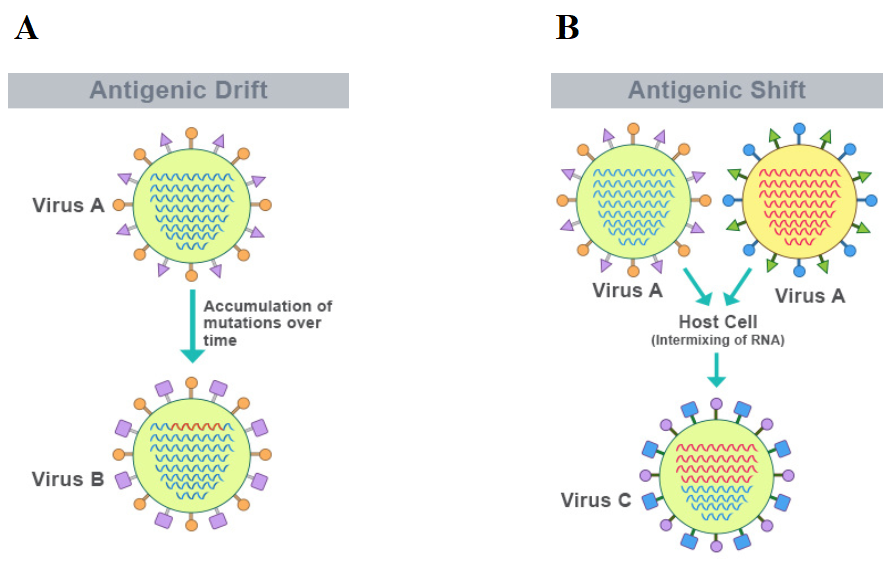 A
Antigenic Drift
Virus A
Accumulation of
mutations over
time
Virus B
B
Antigenic Shift
Virus A
Virus A
Host Cell
(Intermixing of RNA)
Virus C